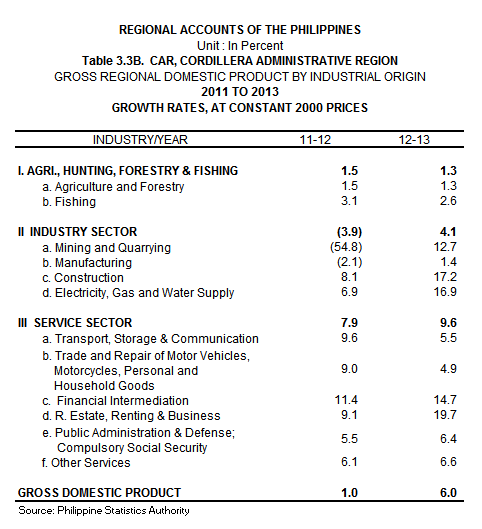 REGIONAL ACCOUNTS OF THE PHILIPPINES
Unit : In Percent
Table 3.3B. CAR, CORDILLERA ADMINISTRATIVE REGION
GROSS REGIONAL DOMESTIC PRODUCT BY INDUSTRIAL ORIGIN
2011 TO 2013
GROWTH RATES, AT CONSTANT 2000 PRICES
INDUSTRY/YEAR 11-12 12-13
I. AGRI., HUNTING, FORESTRY & FISHING 1.5 1.3
a. Agriculture and Forestry 1.5 1.3
b. Fishing 3.1 2.6
II INDUSTRY SECTOR (3.9) 4.1
a. Mining and Quarrying (54.8) 12.7
b. Manufacturing (2.1) 1.4
c. Construction 8.1 17.2
d. Electricity, Gas and Water Supply 6.9 16.9
III SERVICE SECTOR 7.9 9.6
a. Transport, Storage & Communication 9.6 5.5
b. Trade and Repair of Motor Vehicles,
Motorcycles, Personal and 9.0 4.9
Household Goods
c. Financial Intermediation 11.4 14.7
d. R. Estate, Renting & Business 9.1 19.7
e. Public Administration & Defense; 5.5 6.4
Compulsory Social Security
f. Other Services 6.1 6.6
GROSS DOMESTIC PRODUCT 1.0 6.0
Source: Philippine Statistics Authority